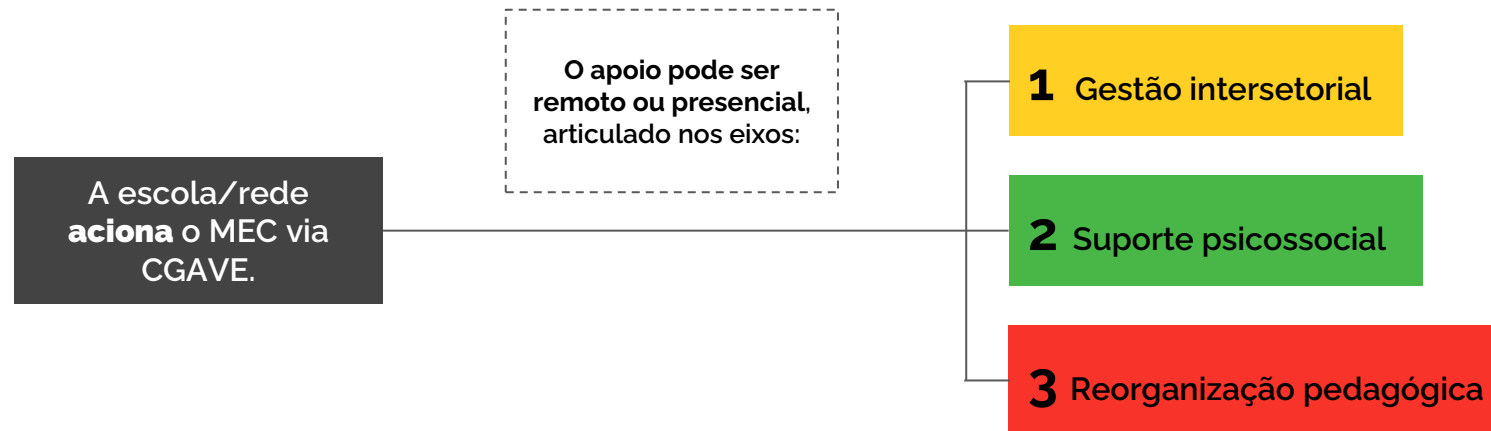 A escola/rede
aciona o MEC via
CGAVE.
O apoio pode ser
remoto ou presencial,
articulado nos eixos:
1 Gestão intersetorial
2 Suporte psicossocial
3 Reorganização pedagógica